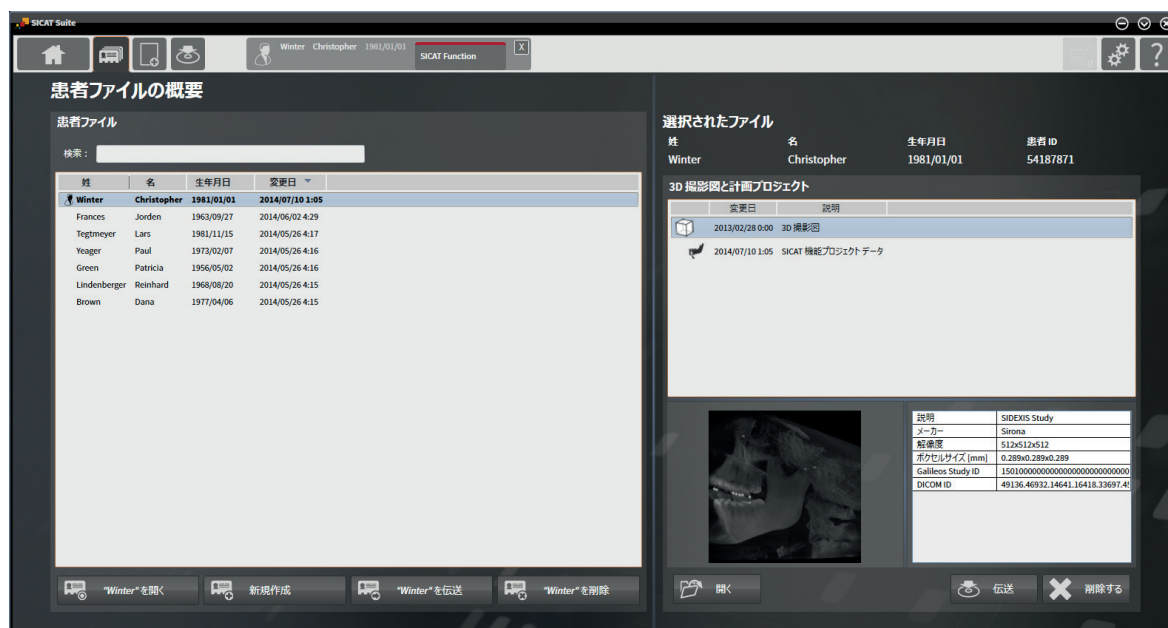 SICAT Suite
Winter Christopher 1981/01/01
SICAT Function
X
?
患者ファイルの概要
患者ファイル
検索：
姓 名 生年月日 変更日
Winter Christopher 1981/01/01 2014/07/10 1:05
Frances Jorden 1963/09/27 2014/06/02 4:29
Tegtmeyer Lars 1981/11/15 2014/05/26 4:17
Yeager Paul 1973/02/07 2014/05/26 4:16
Green Patricia 1956/05/02 2014/05/26 4:16
Lindenberger Reinhard 1968/08/20 2014/05/26 4:15
Brown Dana 1977/04/06 2014/05/26 4:15
"Winter"を開く
新規作成
"Winter"を伝送
"Winter"を削除
選択されたファイル
姓 名 生年月日 患者 ID
Winter Christopher 1981/01/01 54187871
3D 撮影図と計画プロジェクト
変更日 説明
2013/02/28 0:00 3D 撮影図
2014/07/10 1:05 SICAT 機能プロジェクト データ
説明 SIDEXIS Study
メーカー Sirona
解像度 512x512x512
ボクセルサイズ [mm] 0.289x0.289x0.289
Galileos Study ID
DICOM ID 49136.46932.14641.16418.33697.45
開く
伝送
削除する